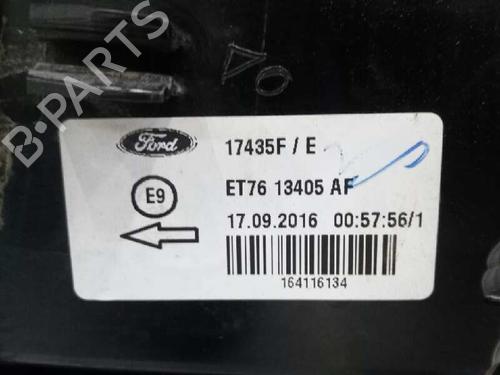 B-PARTS
Ford
17435F / E
E9
ET76 13405 AF
17.09.2016 00:57:56/1
164116134